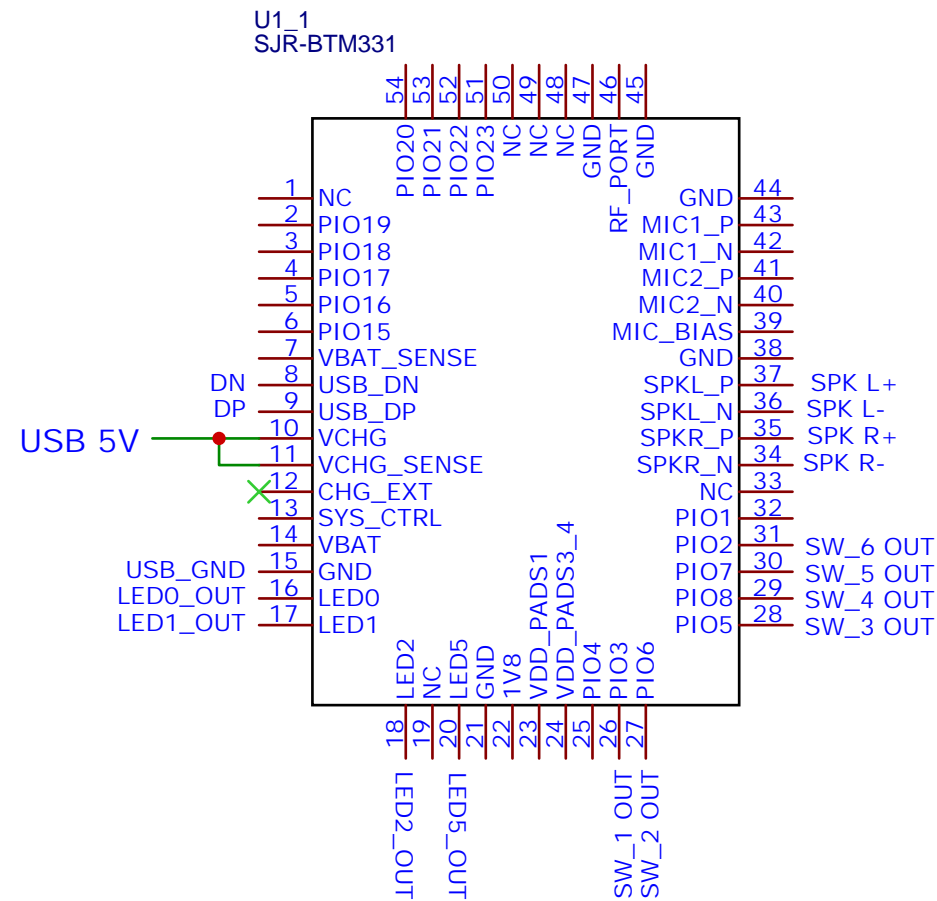 U1_1
SJR-BTM331
54 53 52 51 50 49 48 47 46 45
PIO20 PIO21 PIO22 PIO23 NC NC NC GND RF_PORT GND
1 NC
2 PIO19
3 PIO18
4 PIO17
5 PIO16
6 PIO15
7 VBAT_SENSE
DN 8 USB_DN
DP 9 USB_DP
USB 5V 10 VCHG
11 VCHG_SENSE
12 CHG_EXT
13 SYS_CTRL
14 VBAT
USB_GND 15 GND
LED0_OUT 16 LED0
LED1_OUT 17 LED1
GND 44
MIC1_P 43
MIC1_N 42
MIC2_P 41
MIC2_N 40
MIC_BIAS 39
GND 38
SPKL_P 37 SPK L+
SPKL_N 36 SPK L-
SPKR_P 35 SPK R+
SPKR_N 34 SPK R-
NC 33
PIO1 32
PIO2 31 SW_6 OUT
PIO7 30 SW_5 OUT
PIO8 29 SW_4 OUT
PIO5 28 SW_3 OUT
LED2 NC LED5 GND 1V8 VDD_PADS1 VDD_PADS3_4 PIO4 PIO3 PIO6
18 19 20 21 22 23 24 25 26 27
LED2_OUT LED5_OUT SW_1 OUT SW_2 OUT